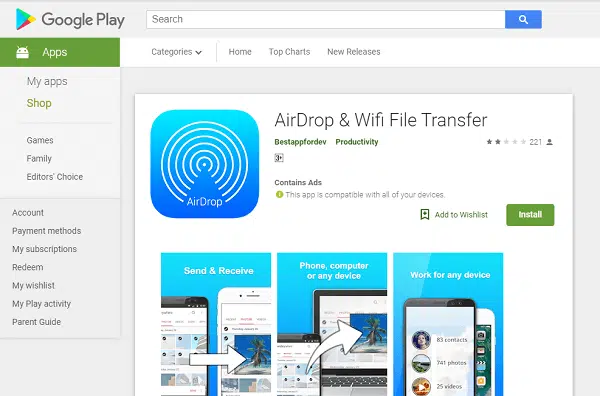 Google Play
Search
Apps
Categories
Home
Top Charts
New Releases
My apps
Shop
Games
Family
Editors' Choice
Account
Payment methods
My subscriptions
Redeem
My wishlist
My Play activity
Parent Guide
AirDrop
AirDrop & Wifi File Transfer
Bestappfordev Productivity
221
3+
Contains Ads
This app is compatible with all of your devices.
Add to Wishlist
Install
Send & Receive
Phone, computer
or any device
Work for any device
83 contacts
741 photos
25 videos